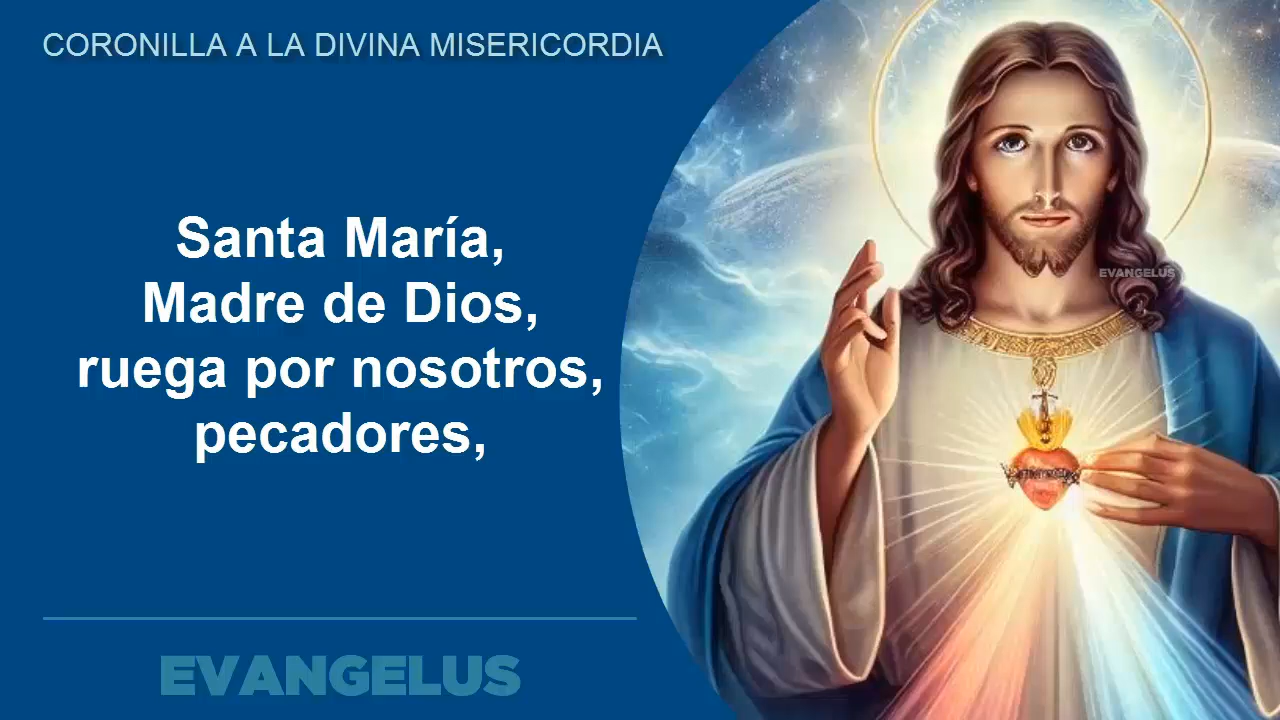 CORONILLA A LA DIVINA MISERICORDIA
Santa María,
Madre de Dios,
ruega por nosotros,
pecadores,
EVANGELUS
EVANGELUS